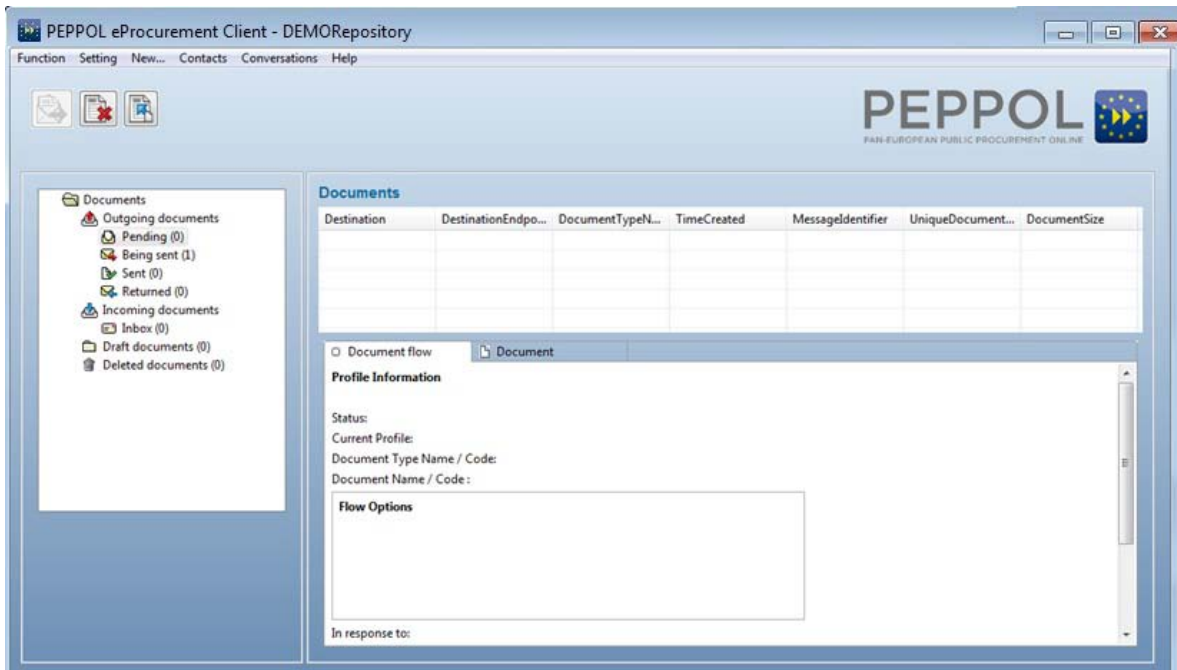 PEPPOL eProcurement Client - DEMORepository
Function Setting New... Contacts Conversations Help
PEPPOL
PAN-EUROPEAN PUBLIC PROCUREMENT ONLINE
Documents
Outgoing documents
Pending (0)
Being sent (1)
Sent (0)
Returned (0)
Incoming documents
Inbox (0)
Draft documents (0)
Deleted documents (0)
Documents
Destination DestinationEndpo... DocumentTypeN... TimeCreated MessageIdentifier UniqueDocument... DocumentSize
Document flow Document
Profile Information
Status:
Current Profile:
Document Type Name / Code:
Document Name / Code :
Flow Options
In response to: